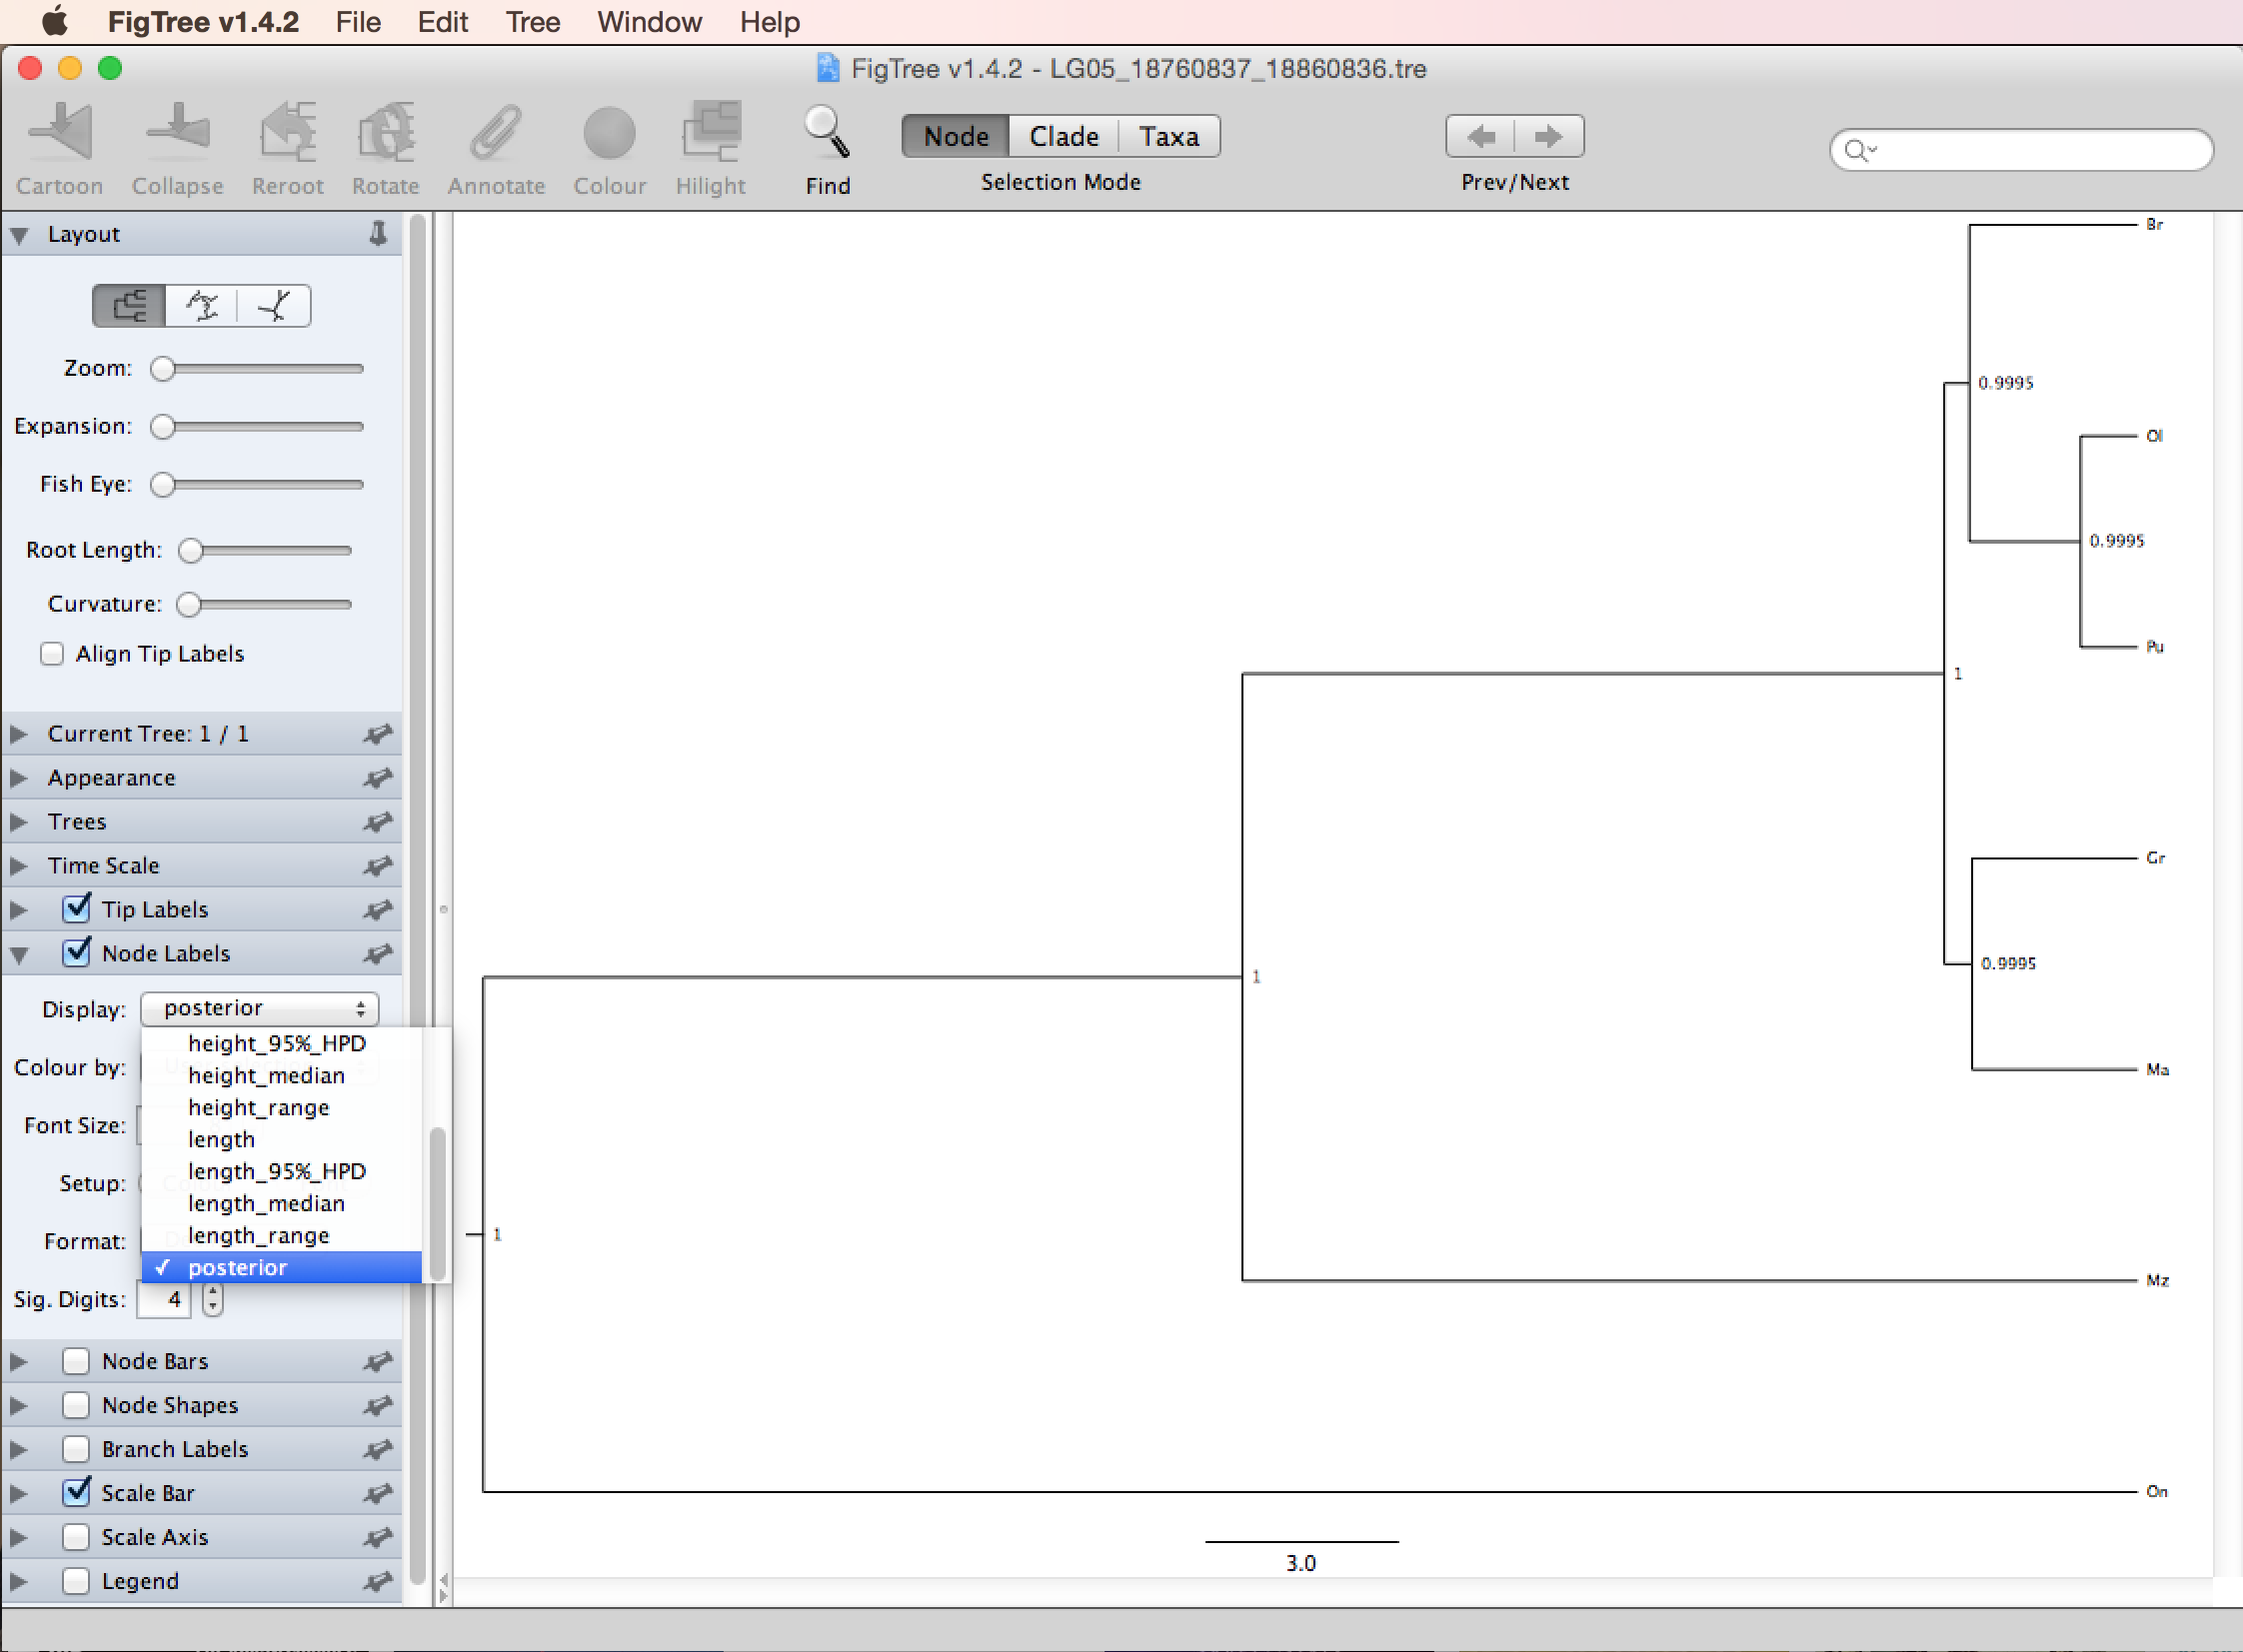 FigTree v1.4.2 File Edit Tree Window Help
FigTree v1.4.2 - LG05_18760837_18860836.tre
Cartoon Collapse Reroot Rotate Annotate Colour Hilight Find
Node Clade Taxa
Selection Mode
Prev/Next
Layout
Zoom:
Expansion:
Fish Eye:
Root Length:
Curvature:
Align Tip Labels
Current Tree: 1 / 1
Appearance
Trees
Time Scale
Tip Labels
Node Labels
Display: posterior
height_95%_HPD
Colour by:
height_median
height_range
Font Size:
length
length_95%_HPD
Setup:
length_median
length_range
Format:
posterior
Sig. Digits: 4
Node Bars
Node Shapes
Branch Labels
Scale Bar
Scale Axis
Legend
Br
0.9995
Ol
0.9995
Pu
1
Gr
0.9995
Ma
1
1
Mz
On
3.0